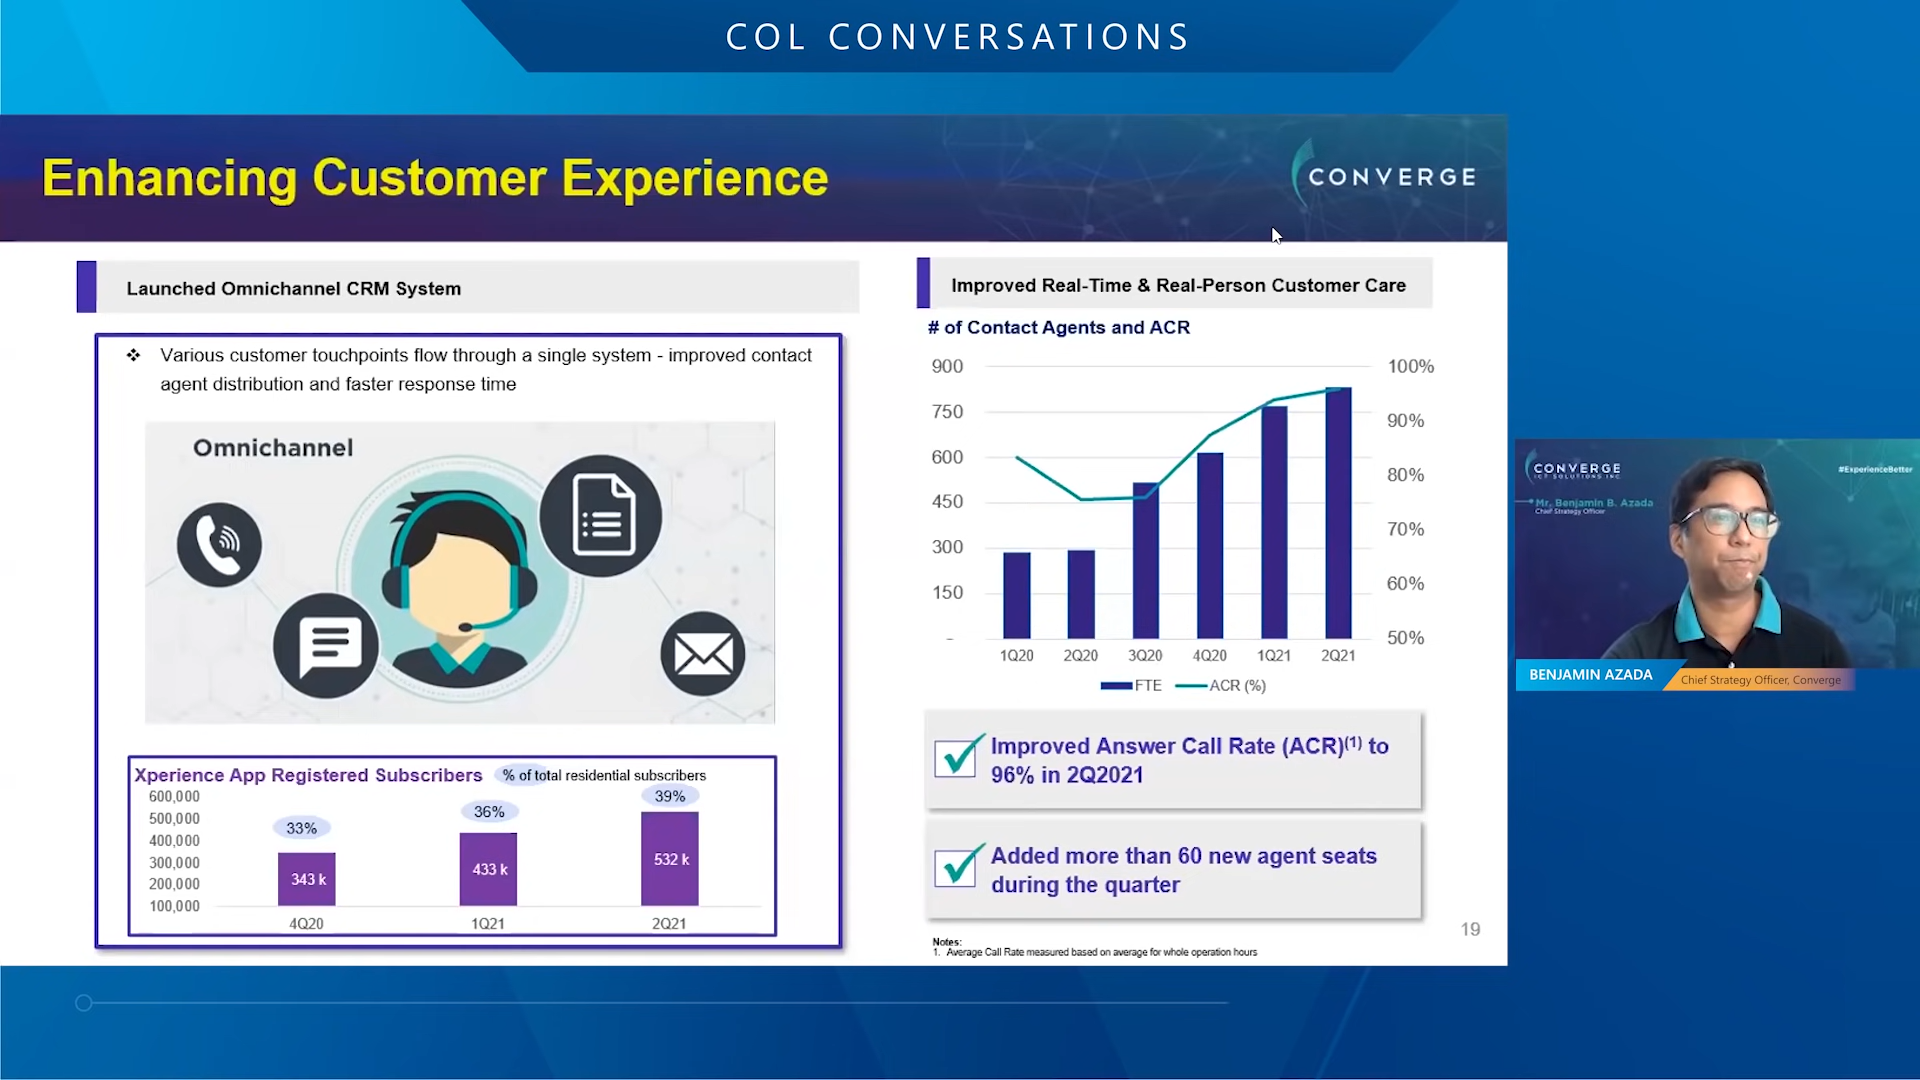 COL CONVERSATIONS
Enhancing Customer Experience
CONVERGE
Launched Omnichannel CRM System
❖ Various customer touchpoints flow through a single system - improved contact
agent distribution and faster response time
Omnichannel
Xperience App Registered Subscribers % of total residential subscribers
600,000
500,000
400,000
300,000
200,000
100,000
33%
36%
39%
343 k
433 k
532 k
4Q20
1Q21
2Q21
Improved Real-Time & Real-Person Customer Care
# of Contact Agents and ACR
900
750
600
450
300
150
-
100%
90%
80%
70%
60%
50%
1Q20
2Q20
3Q20
4Q20
1Q21
2Q21
FTE
ACR (%)
Improved Answer Call Rate (ACR)(1) to
96% in 2Q2021
Added more than 60 new agent seats
during the quarter
Notes:
1. Average Call Rate measured based on average for whole operation hours
19
CONVERGE
ICT SOLUTIONS INC.
#ExperienceBetter
Mr. Benjamin B. Azada
Chief Strategy Officer
BENJAMIN AZADA
Chief Strategy Officer, Converge